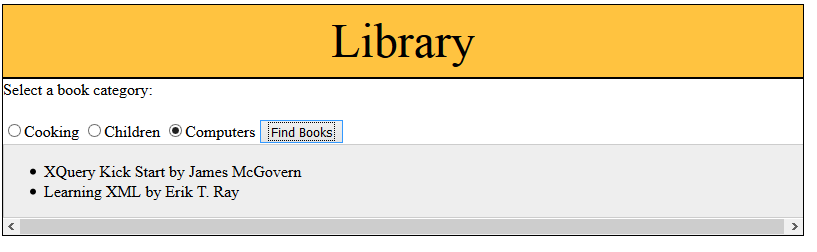 Library
Select a book category:
Cooking Children Computers Find Books
XQuery Kick Start by James McGovern
Learning XML by Erik T. Ray